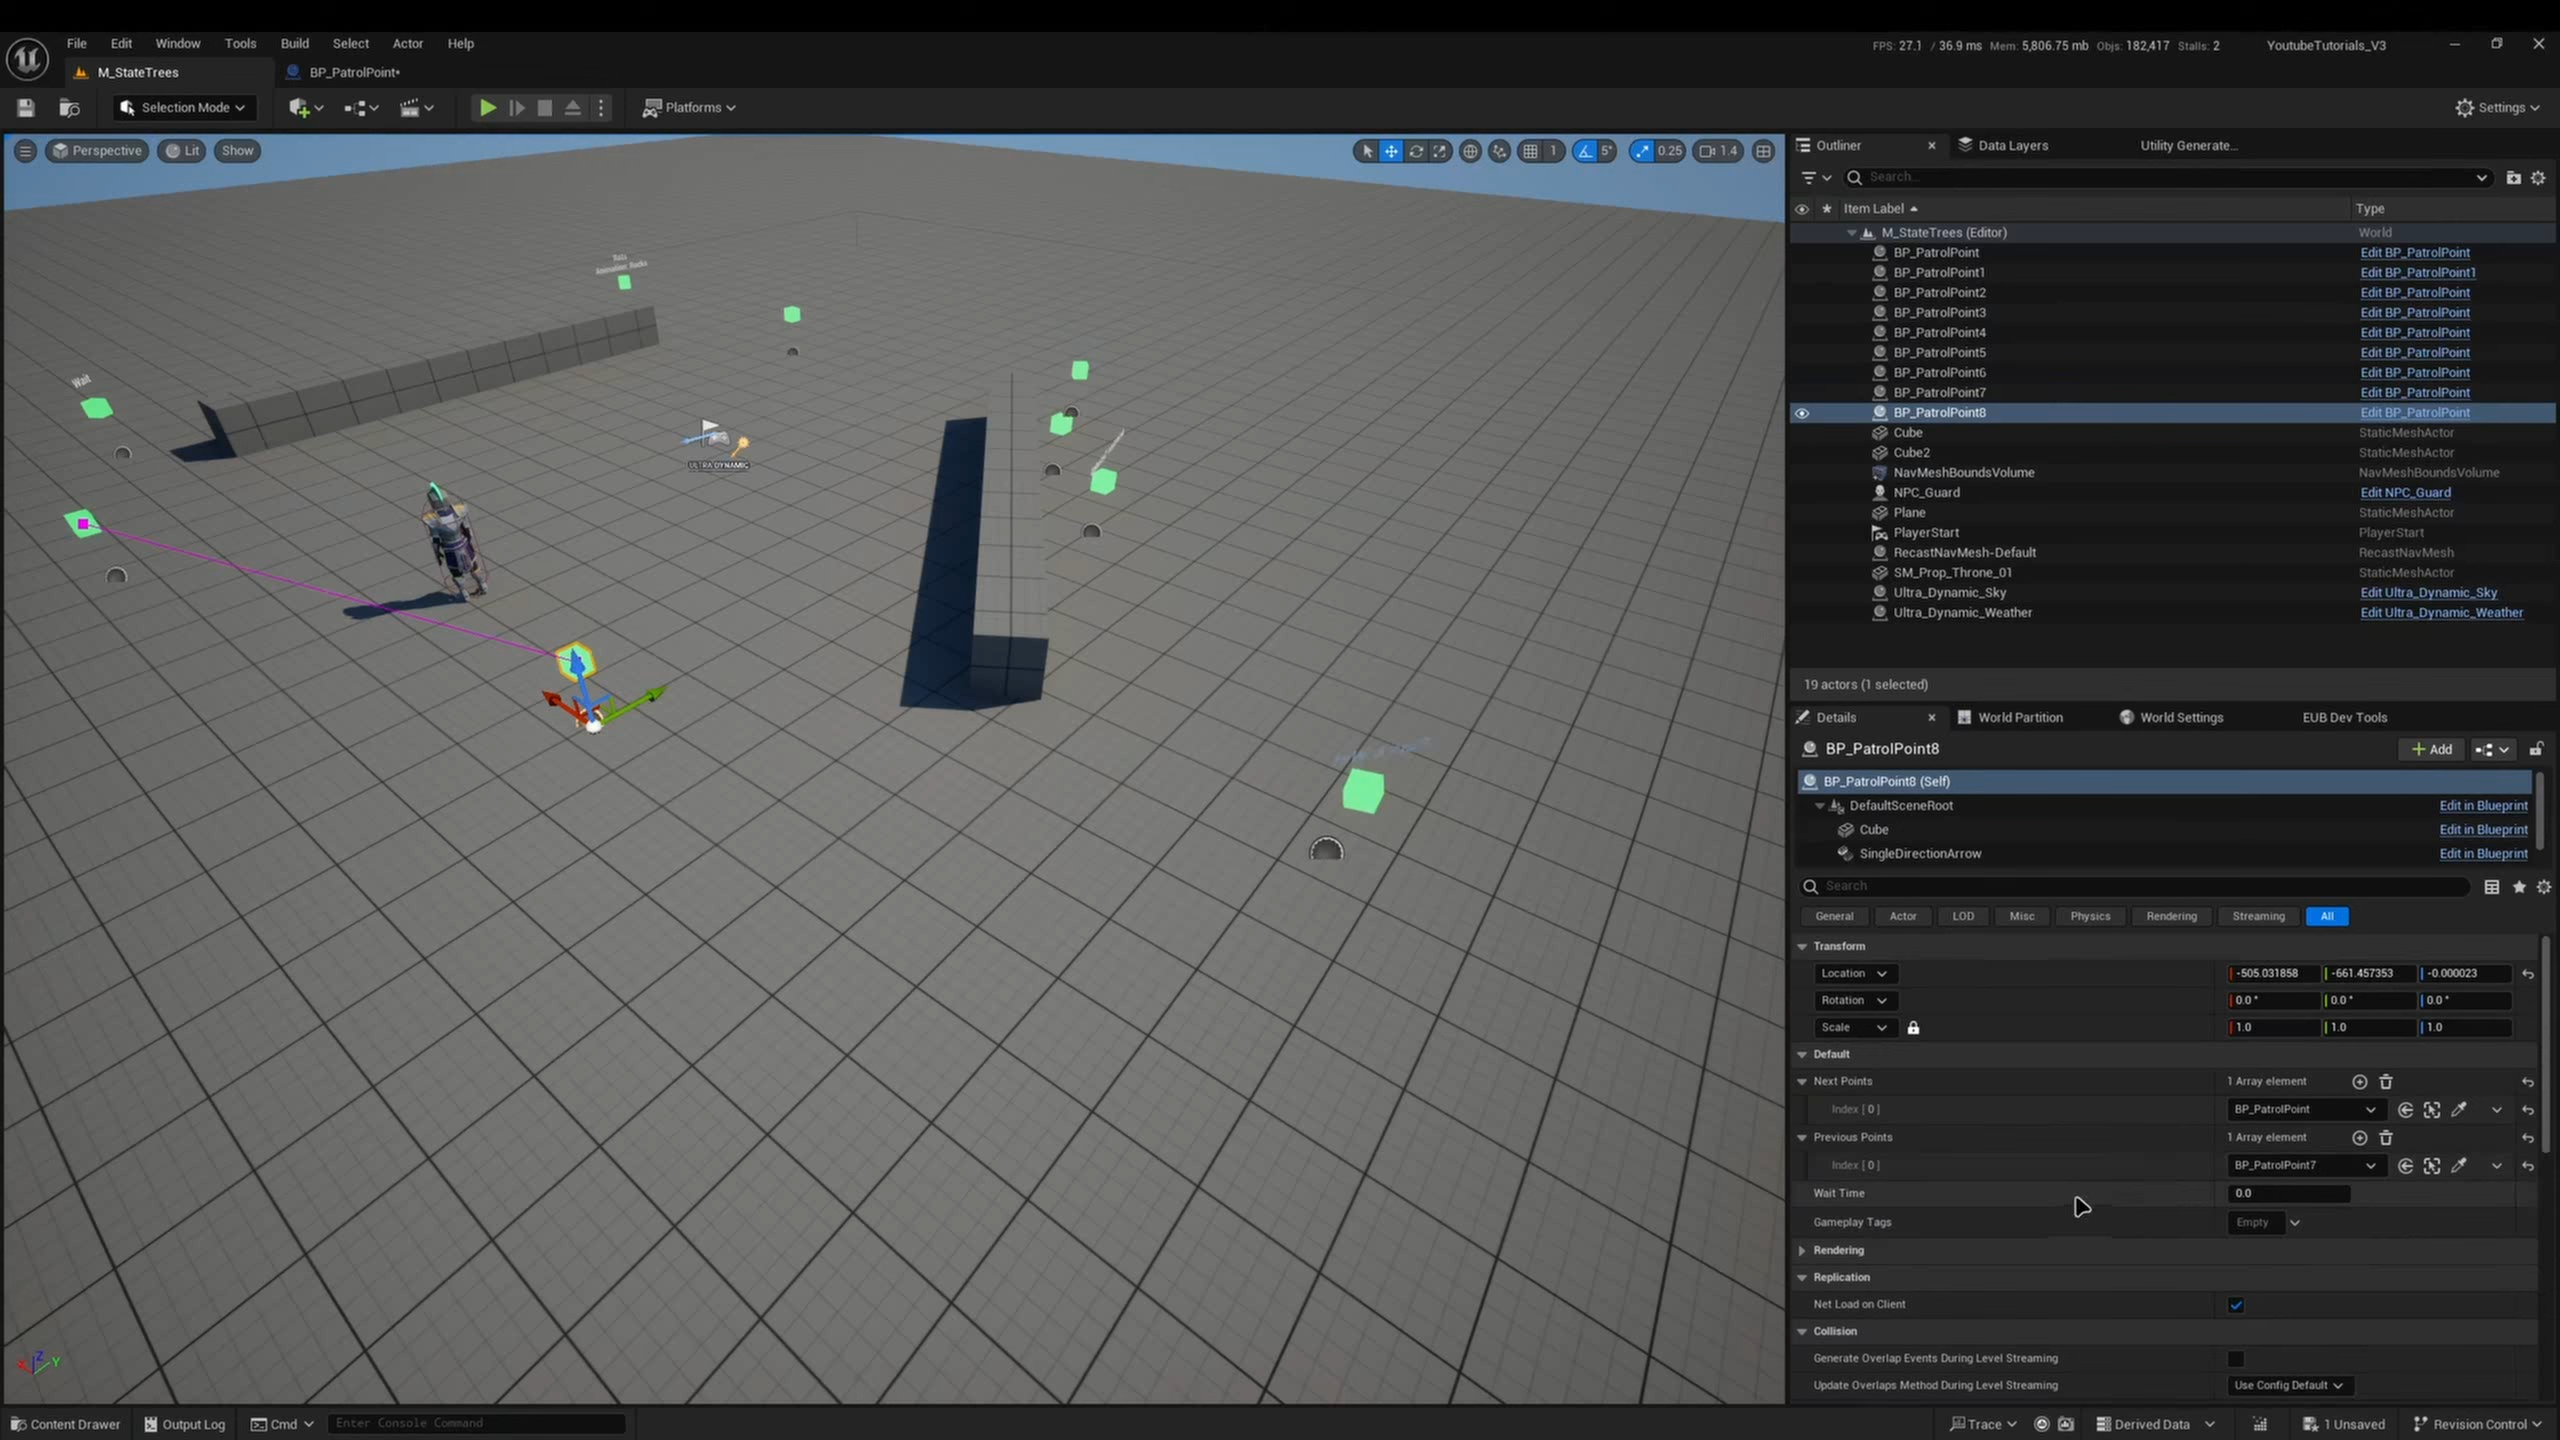 File Edit Window Tools Build Select Actor Help
FPS: 27.1 / 36.9 ms Mem: 5,806.75 mb Objs: 182,417 Stalls: 2
YoutubeTutorials_V3
M_StateTrees
BP_PatrolPoint*
Selection Mode
Platforms
Settings
Perspective Lit Show
1 5° 0.25 1.4
Wait
ULTRA DYNAMIC
Outliner Data Layers Utility Generate...
Search...
Item Label Type
M_StateTrees (Editor) World
BP_PatrolPoint Edit BP_PatrolPoint
BP_PatrolPoint1 Edit BP_PatrolPoint1
BP_PatrolPoint2 Edit BP_PatrolPoint
BP_PatrolPoint3 Edit BP_PatrolPoint
BP_PatrolPoint4 Edit BP_PatrolPoint
BP_PatrolPoint5 Edit BP_PatrolPoint
BP_PatrolPoint6 Edit BP_PatrolPoint
BP_PatrolPoint7 Edit BP_PatrolPoint
BP_PatrolPoint8 Edit BP_PatrolPoint
Cube StaticMeshActor
Cube2 StaticMeshActor
NavMeshBoundsVolume NavMeshBoundsVolume
NPC_Guard Edit NPC_Guard
Plane StaticMeshActor
PlayerStart PlayerStart
RecastNavMesh-Default RecastNavMesh
SM_Prop_Throne_01 StaticMeshActor
Ultra_Dynamic_Sky Edit Ultra_Dynamic_Sky
Ultra_Dynamic_Weather Edit Ultra_Dynamic_Weather
19 actors (1 selected)
Details World Partition World Settings EUB Dev Tools
BP_PatrolPoint8 Add
BP_PatrolPoint8 (Self)
DefaultSceneRoot Edit in Blueprint
Cube Edit in Blueprint
SingleDirectionArrow Edit in Blueprint
Search
General Actor LOD Misc Physics Rendering Streaming All
Transform
Location -505.031858 -661.457353 -0.000023
Rotation 0.0 ° 0.0 ° 0.0 °
Scale 1.0 1.0 1.0
Default
Next Points 1 Array element
Index [ 0 ] BP_PatrolPoint
Previous Points 1 Array element
Index [ 0 ] BP_PatrolPoint7
Wait Time 0.0
Gameplay Tags Empty
Rendering
Replication
Net Load on Client
Collision
Generate Overlap Events During Level Streaming
Update Overlaps Method During Level Streaming Use Config Default
X Z Y
Content Drawer Output Log Cmd Enter Console Command
Trace Derived Data 1 Unsaved Revision Control